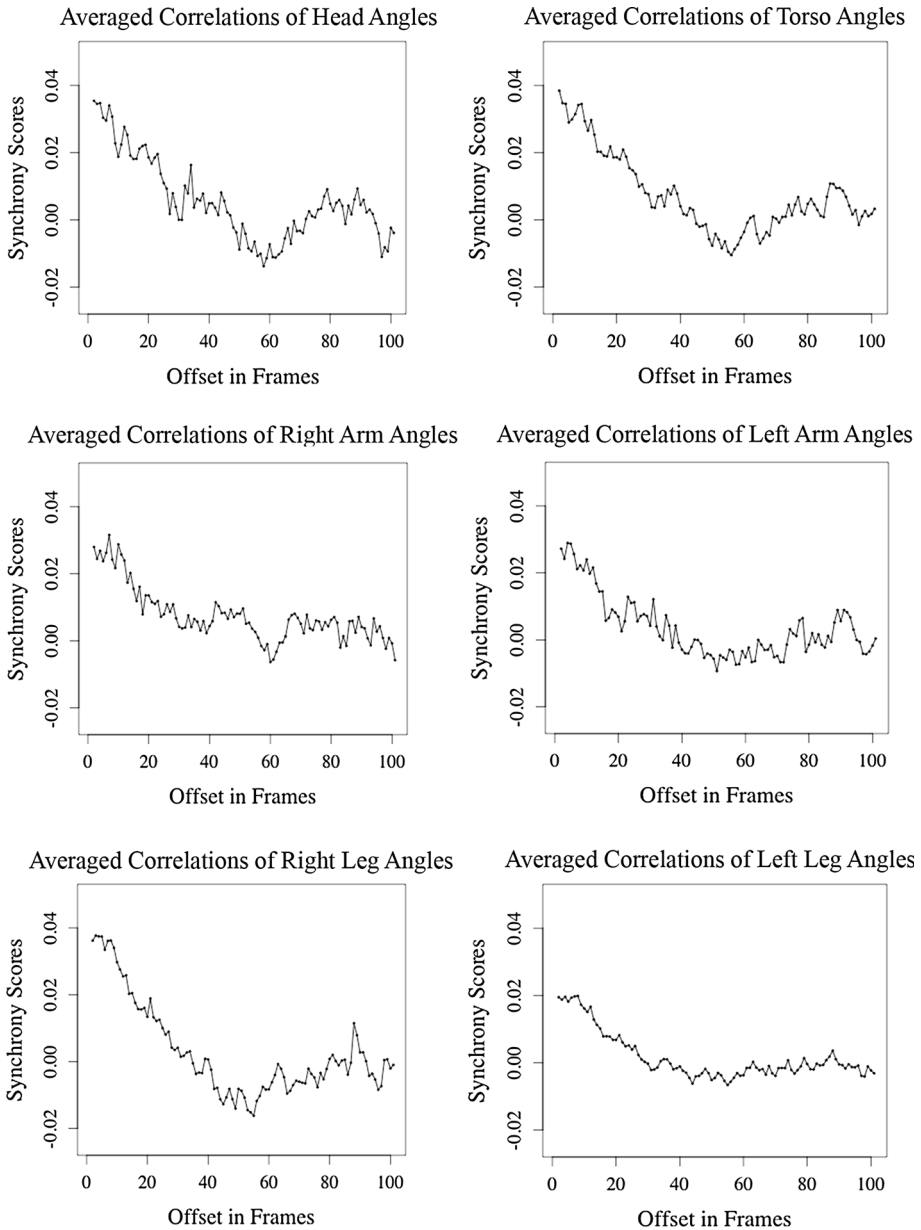 Averaged Correlations of Head Angles
Synchrony Scores
0.04
0.02
0.00
-0.02
0 20 40 60 80 100
Offset in Frames
Averaged Correlations of Torso Angles
Synchrony Scores
0.04
0.02
0.00
-0.02
0 20 40 60 80 100
Offset in Frames
Averaged Correlations of Right Arm Angles
Synchrony Scores
0.04
0.02
0.00
-0.02
0 20 40 60 80 100
Offset in Frames
Averaged Correlations of Left Arm Angles
Synchrony Scores
0.04
0.02
0.00
-0.02
0 20 40 60 80 100
Offset in Frames
Averaged Correlations of Right Leg Angles
Synchrony Scores
0.04
0.02
0.00
-0.02
0 20 40 60 80 100
Offset in Frames
Averaged Correlations of Left Leg Angles
Synchrony Scores
0.04
0.02
0.00
-0.02
0 20 40 60 80 100
Offset in Frames